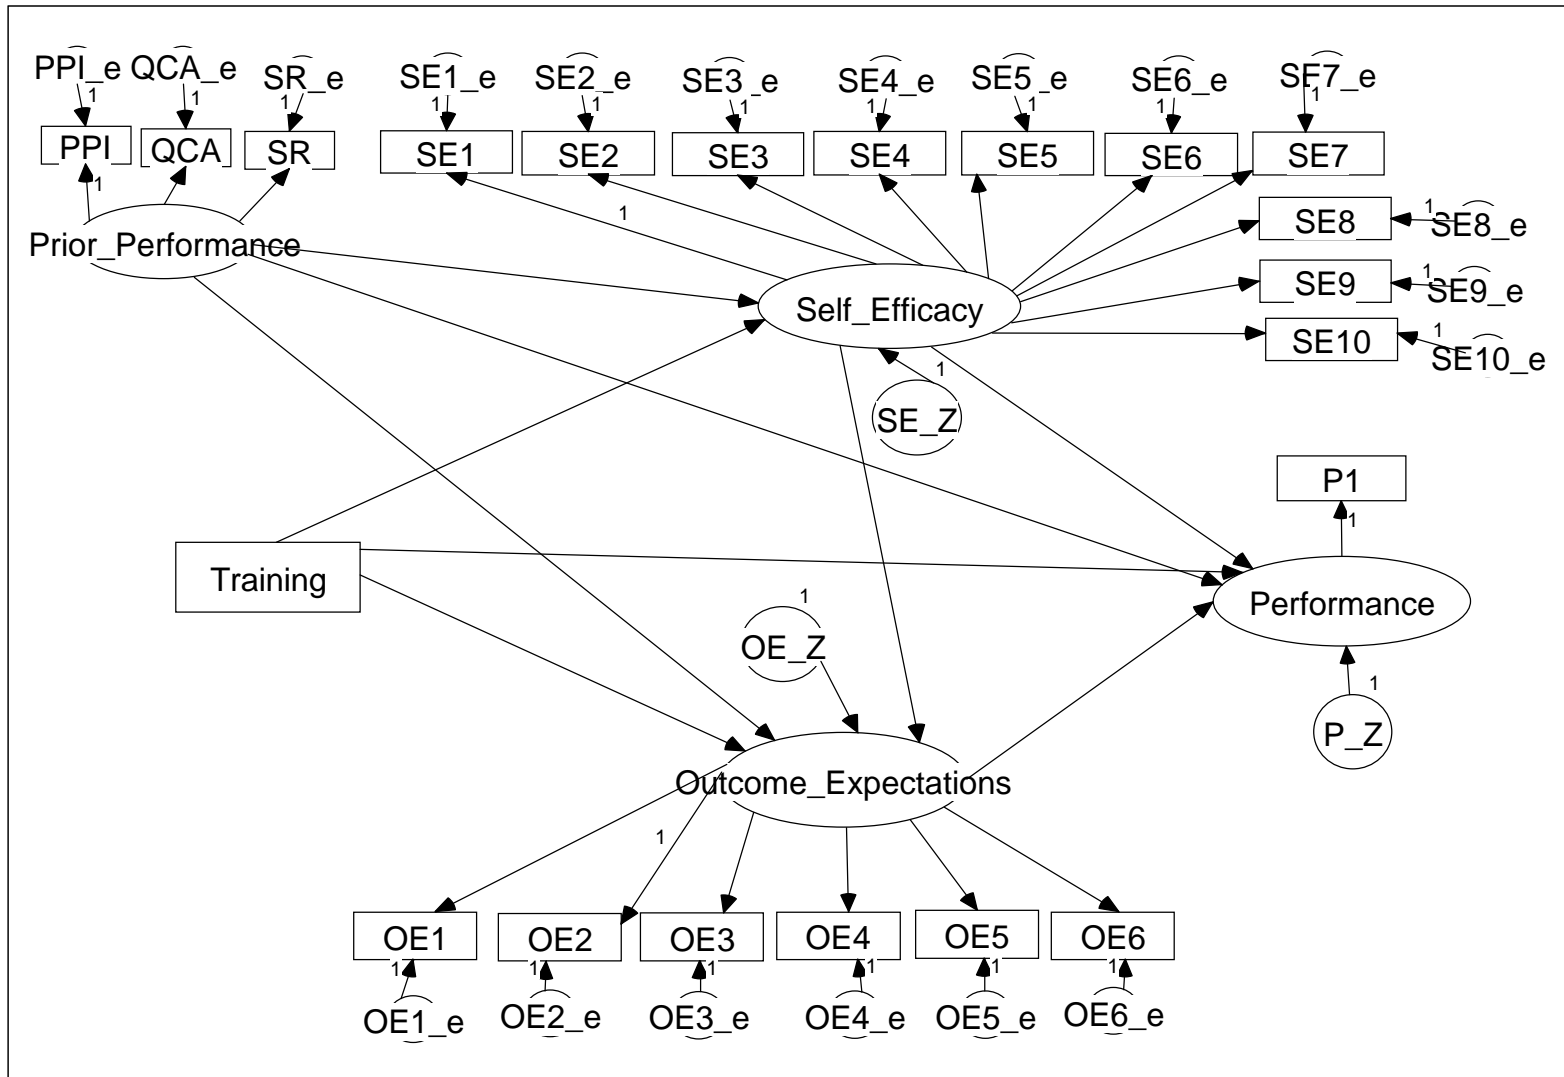 PPI_e QCA_e SR_e SE1_e SE2_e SE3_e SE4_e SE5_e SE6_e SE7_e
1 1 1 1 1 1 1 1 1 1
PPI QCA SR SE1 SE2 SE3 SE4 SE5 SE6 SE7
1
1
SE8 1 SE8_e
Prior_Performance
SE9 1 SE9_e
Self_Efficacy
SE10 1 SE10_e
1
SE_Z
P1
1
Training
Performance
1
OE_Z
1
P_Z
Outcome_Expectations
1
OE1 OE2 OE3 OE4 OE5 OE6
1 1 1 1 1 1
OE1_e OE2_e OE3_e OE4_e OE5_e OE6_e